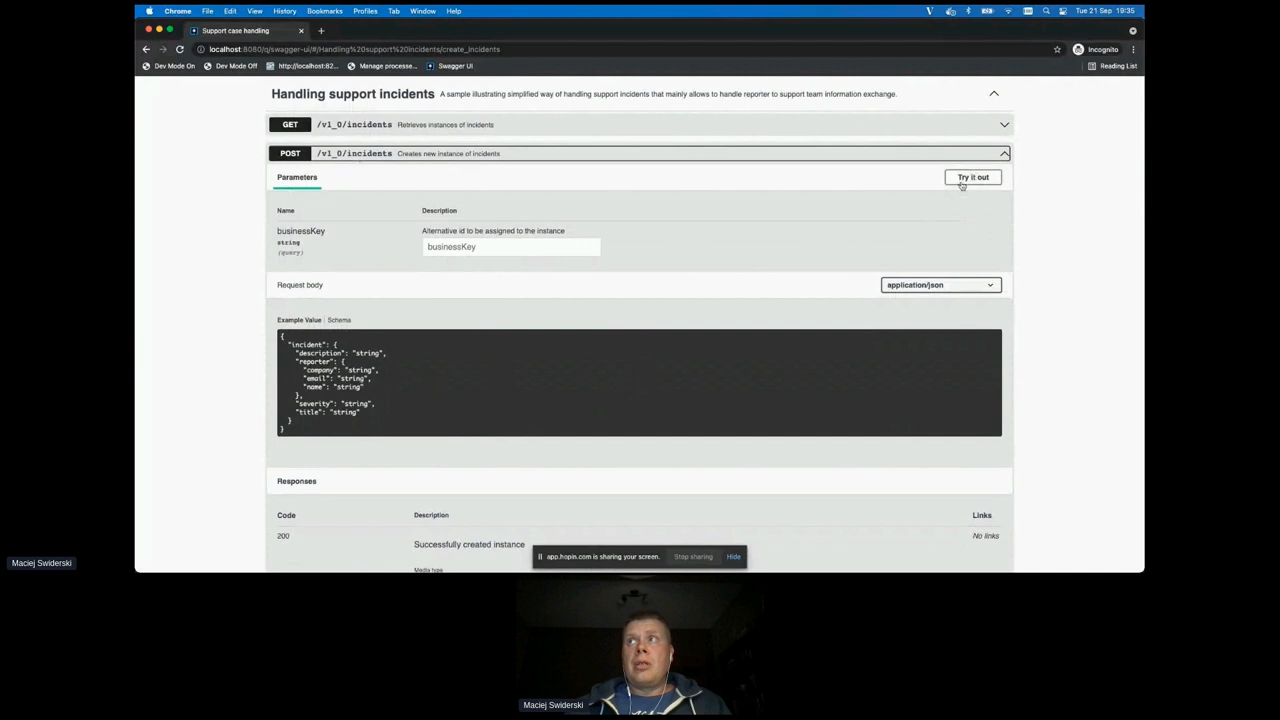 Chrome File Edit View History Bookmarks Profiles Tab Window Help Tue 21 Sep 19:35
Support case handling
localhost:8080/q/swagger-ui/#/Handling%20support%20incidents/create_incidents Incognito
Dev Mode On Dev Mode Off http://localhost:82... Manage processe... Swagger UI Reading List
Handling support incidents A sample illustrating simplified way of handling support incidents that mainly allows to handle reporter to support team information exchange.
GET /v1_0/incidents Retrieves instances of incidents
POST /v1_0/incidents Creates new instance of incidents
Parameters Try it out
Name Description
businessKey Alternative id to be assigned to the instance
string
(query)
businessKey
Request body application/json
Example Value Schema
{
"incident": {
"description": "string",
"reporter": {
"company": "string",
"email": "string",
"name": "string"
},
"severity": "string",
"title": "string"
}
}
Responses
Code Description Links
200 No links
Successfully created instance
app.hopin.com is sharing your screen. Stop sharing Hide
Media type
Maciej Swiderski
Maciej Swiderski